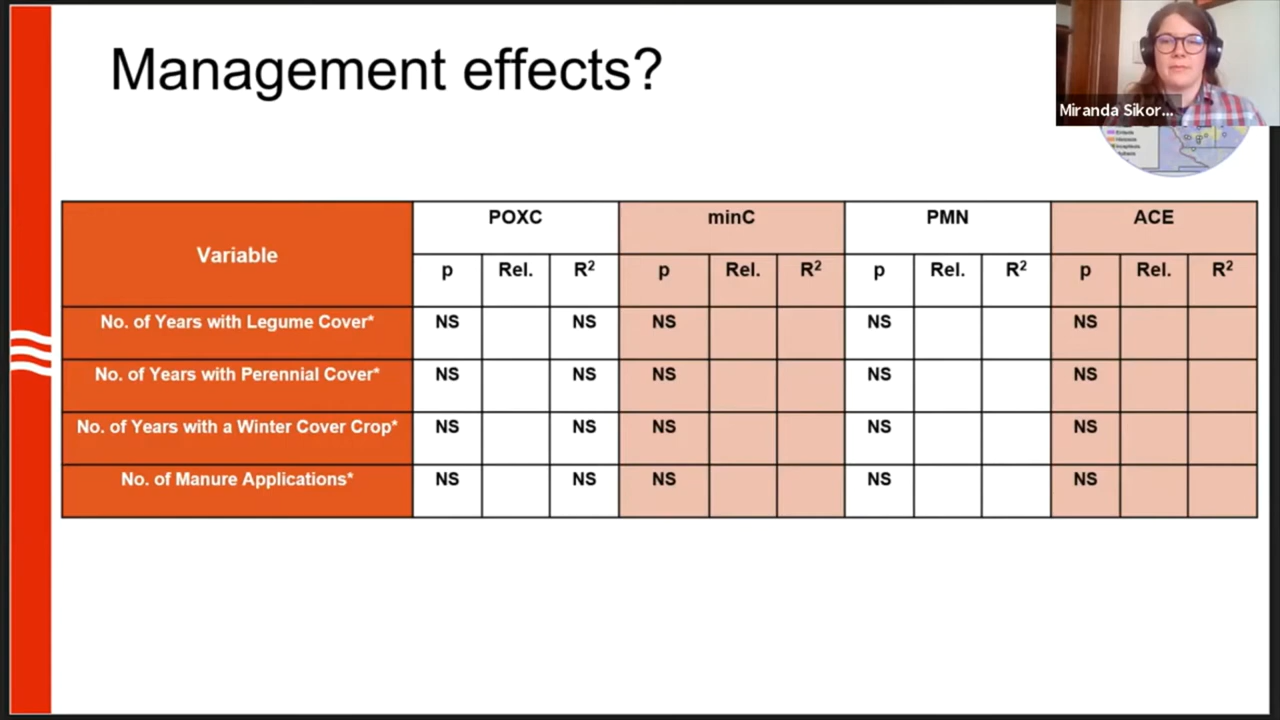 Management effects?
Miranda Sikor...
Variable POXC minC PMN ACE
p Rel. R² p Rel. R² p Rel. R² p Rel. R²
No. of Years with Legume Cover* NS NS NS NS NS
No. of Years with Perennial Cover* NS NS NS NS NS
No. of Years with a Winter Cover Crop* NS NS NS NS NS
No. of Manure Applications* NS NS NS NS NS